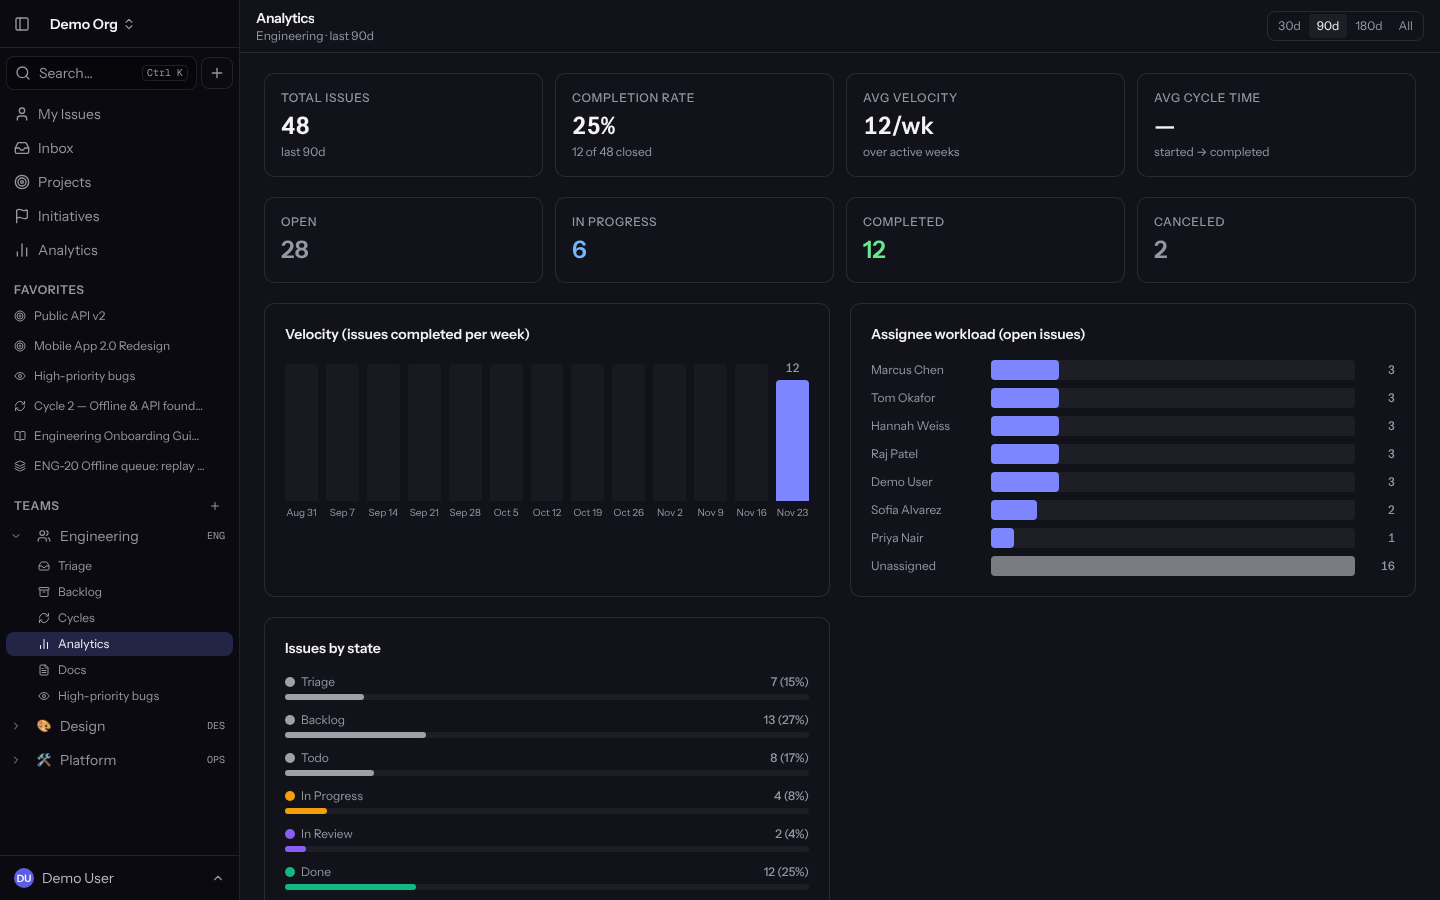 Demo Org
Search...
Ctrl K
My Issues
Inbox
Projects
Initiatives
Analytics
FAVORITES
Public API v2
Mobile App 2.0 Redesign
High-priority bugs
Cycle 2 — Offline & API found...
Engineering Onboarding Gui...
ENG-20 Offline queue: replay ...
TEAMS
Engineering ENG
Triage
Backlog
Cycles
Analytics
Docs
High-priority bugs
🎨 Design DES
🛠️ Platform OPS
DU Demo User
Analytics
Engineering · last 90d
30d 90d 180d All
TOTAL ISSUES
48
last 90d
COMPLETION RATE
25%
12 of 48 closed
AVG VELOCITY
12/wk
over active weeks
AVG CYCLE TIME
—
started → completed
OPEN
28
IN PROGRESS
6
COMPLETED
12
CANCELED
2
Velocity (issues completed per week)
12
Aug 31 Sep 7 Sep 14 Sep 21 Sep 28 Oct 5 Oct 12 Oct 19 Oct 26 Nov 2 Nov 9 Nov 16 Nov 23
Assignee workload (open issues)
Marcus Chen 3
Tom Okafor 3
Hannah Weiss 3
Raj Patel 3
Demo User 3
Sofia Alvarez 2
Priya Nair 1
Unassigned 16
Issues by state
Triage 7 (15%)
Backlog 13 (27%)
Todo 8 (17%)
In Progress 4 (8%)
In Review 2 (4%)
Done 12 (25%)